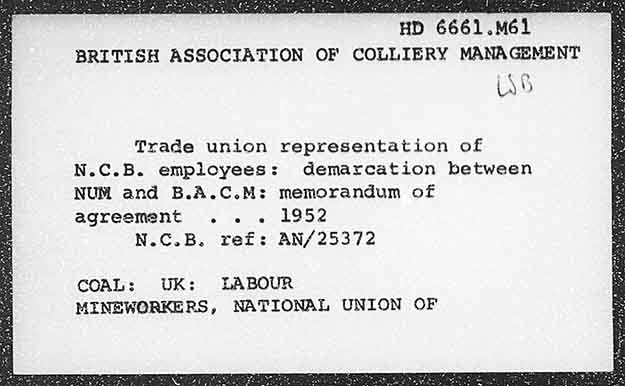 HD 6661.M61
BRITISH ASSOCIATION OF COLLIERY MANAGEMENT
LSB
Trade union representation of
N.C.B. employees: demarcation between
NUM and B.A.C.M: memorandum of
agreement . . . 1952
N.C.B. ref: AN/25372
COAL: UK: LABOUR
MINEWORKERS, NATIONAL UNION OF